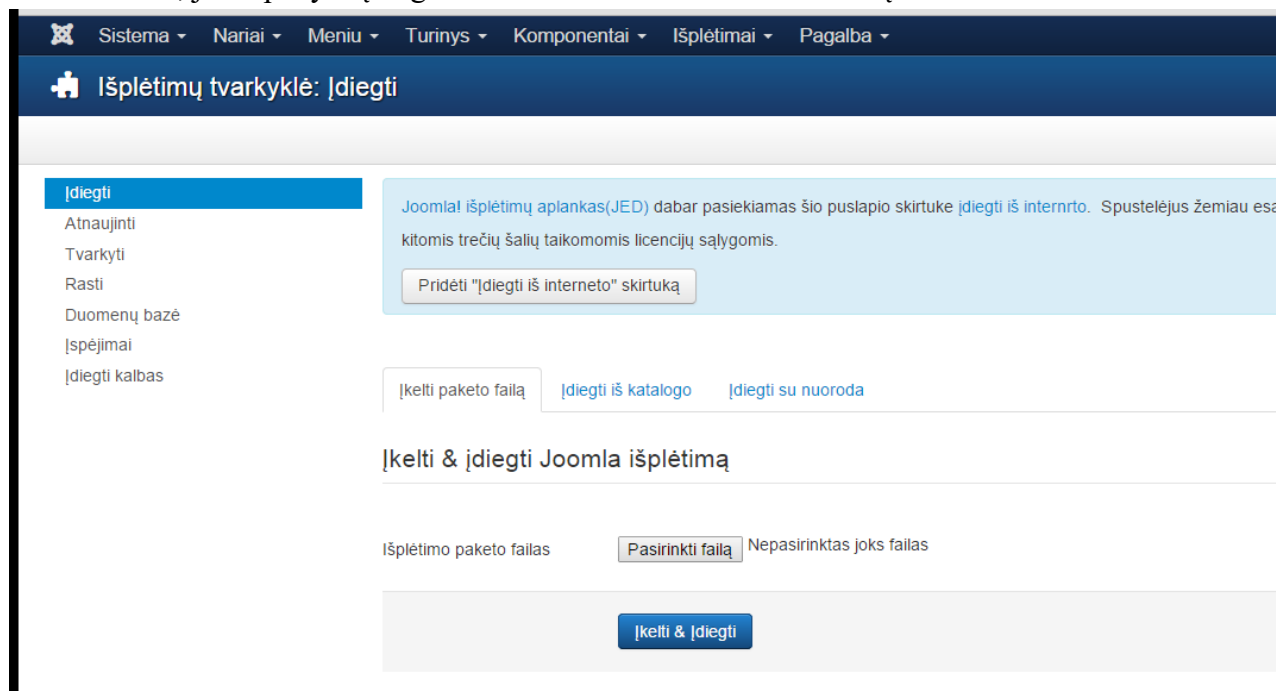 Sistema Nariai Meniu Turinys Komponentai Išplėtimai Pagalba
Išplėtimų tvarkyklė: Įdiegti
Įdiegti
Atnaujinti
Tvarkyti
Rasti
Duomenų bazė
Įspėjimai
Įdiegti kalbas
Joomla! išplėtimų aplankas(JED) dabar pasiekiamas šio puslapio skirtuke įdiegti iš internrto. Spustelėjus žemiau esa
kitomis trečių šalių taikomomis licencijų sąlygomis.
Pridėti "Įdiegti iš interneto" skirtuką
Įkelti paketo failą Įdiegti iš katalogo Įdiegti su nuoroda
Įkelti & įdiegti Joomla išplėtimą
Išplėtimo paketo failas Pasirinkti failą Nepasirinktas joks failas
Įkelti & Įdiegti